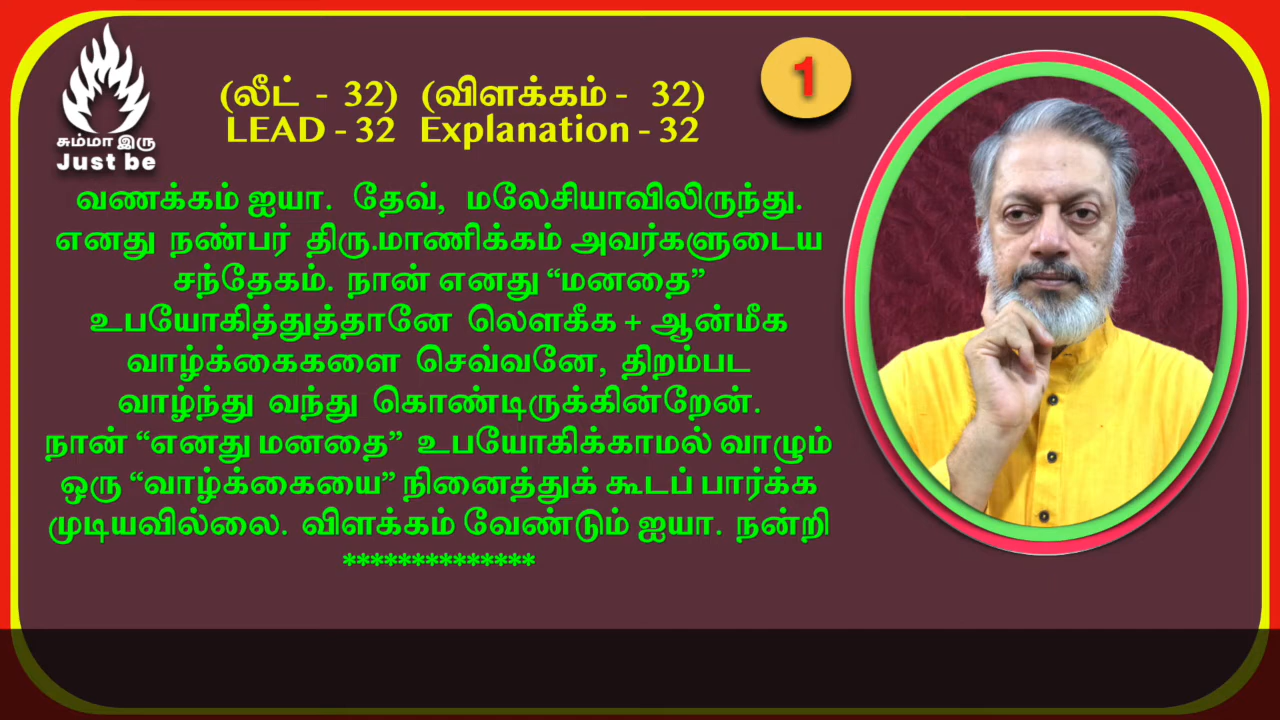 சும்மா இரு
Just be
(லீட் - 32) (விளக்கம் - 32)
LEAD - 32 Explanation - 32
1
வணக்கம் ஐயா. தேவ், மலேசியாவிலிருந்து.
எனது நண்பர் திரு.மாணிக்கம் அவர்களுடைய
சந்தேகம். நான் எனது “மனதை”
உபயோகித்துத்தானே லௌகீக + ஆன்மீக
வாழ்க்கைகளை செவ்வனே, திறம்பட
வாழ்ந்து வந்து கொண்டிருக்கின்றேன்.
நான் “எனது மனதை” உபயோகிக்காமல் வாழும்
ஒரு “வாழ்க்கையை” நினைத்துக் கூடப் பார்க்க
முடியவில்லை. விளக்கம் வேண்டும் ஐயா. நன்றி
**************